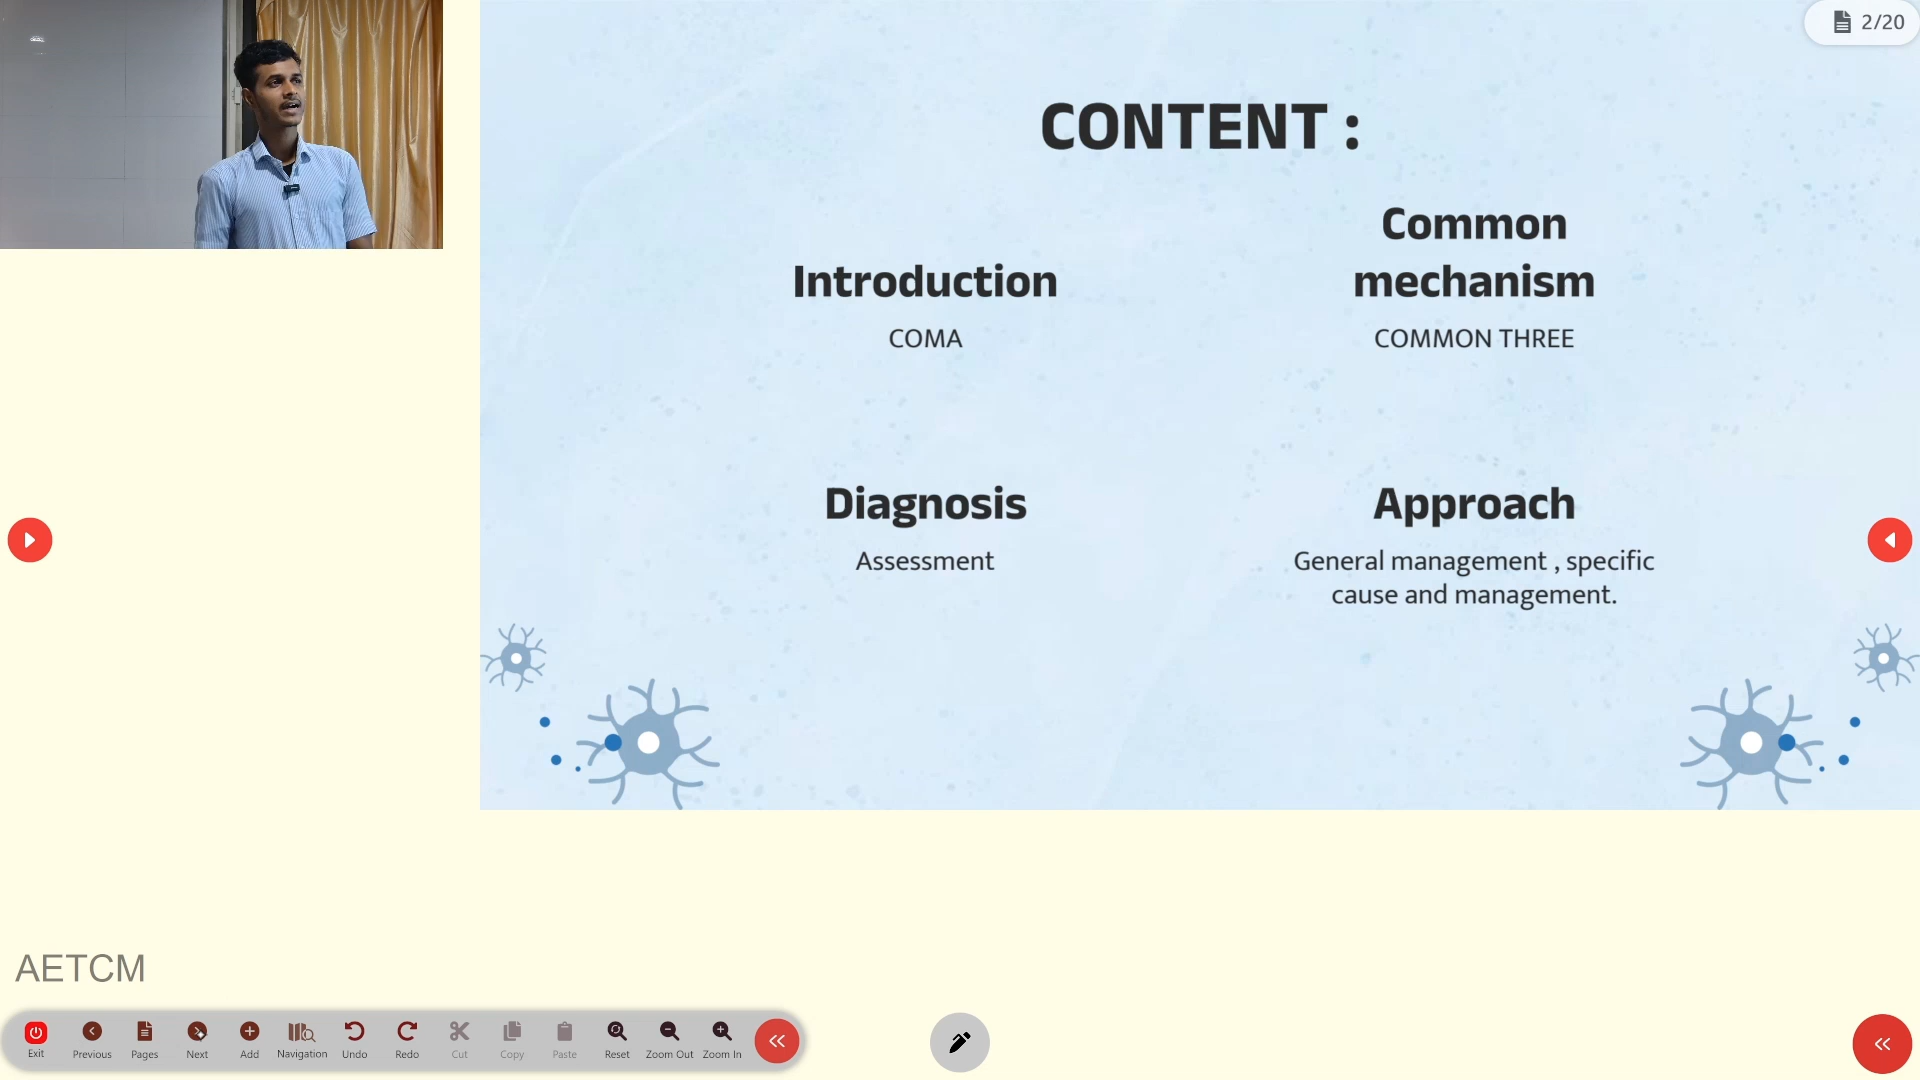 2/20
CONTENT :
Introduction
COMA
Common
mechanism
COMMON THREE
Diagnosis
Assessment
Approach
General management , specific
cause and management.
AETCM
Exit
Previous
Pages
Next
Add
Navigation
Undo
Redo
Cut
Copy
Paste
Reset
Zoom Out
Zoom In